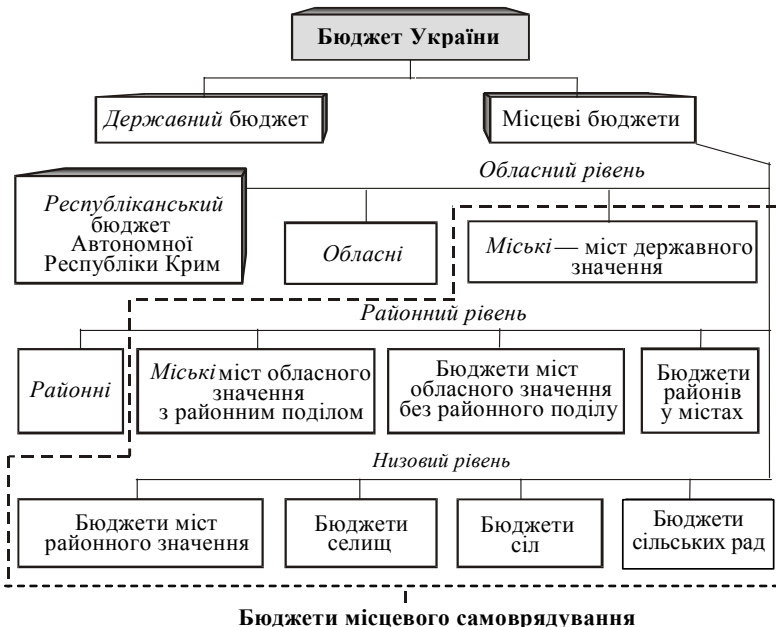 Бюджет України
Державний бюджет
Місцеві бюджети
Обласний рівень
Республіканський
бюджет
Автономної
Республіки Крим
Обласні
Міські — міст державного
значення
Районний рівень
Районні
Міські міст обласного
значення
з районним поділом
Бюджети міст
обласного значення
без районного поділу
Бюджети
районів
у містах
Низовий рівень
Бюджети міст
районного значення
Бюджети
селищ
Бюджети
сіл
Бюджети
сільських рад
Бюджети місцевого самоврядування